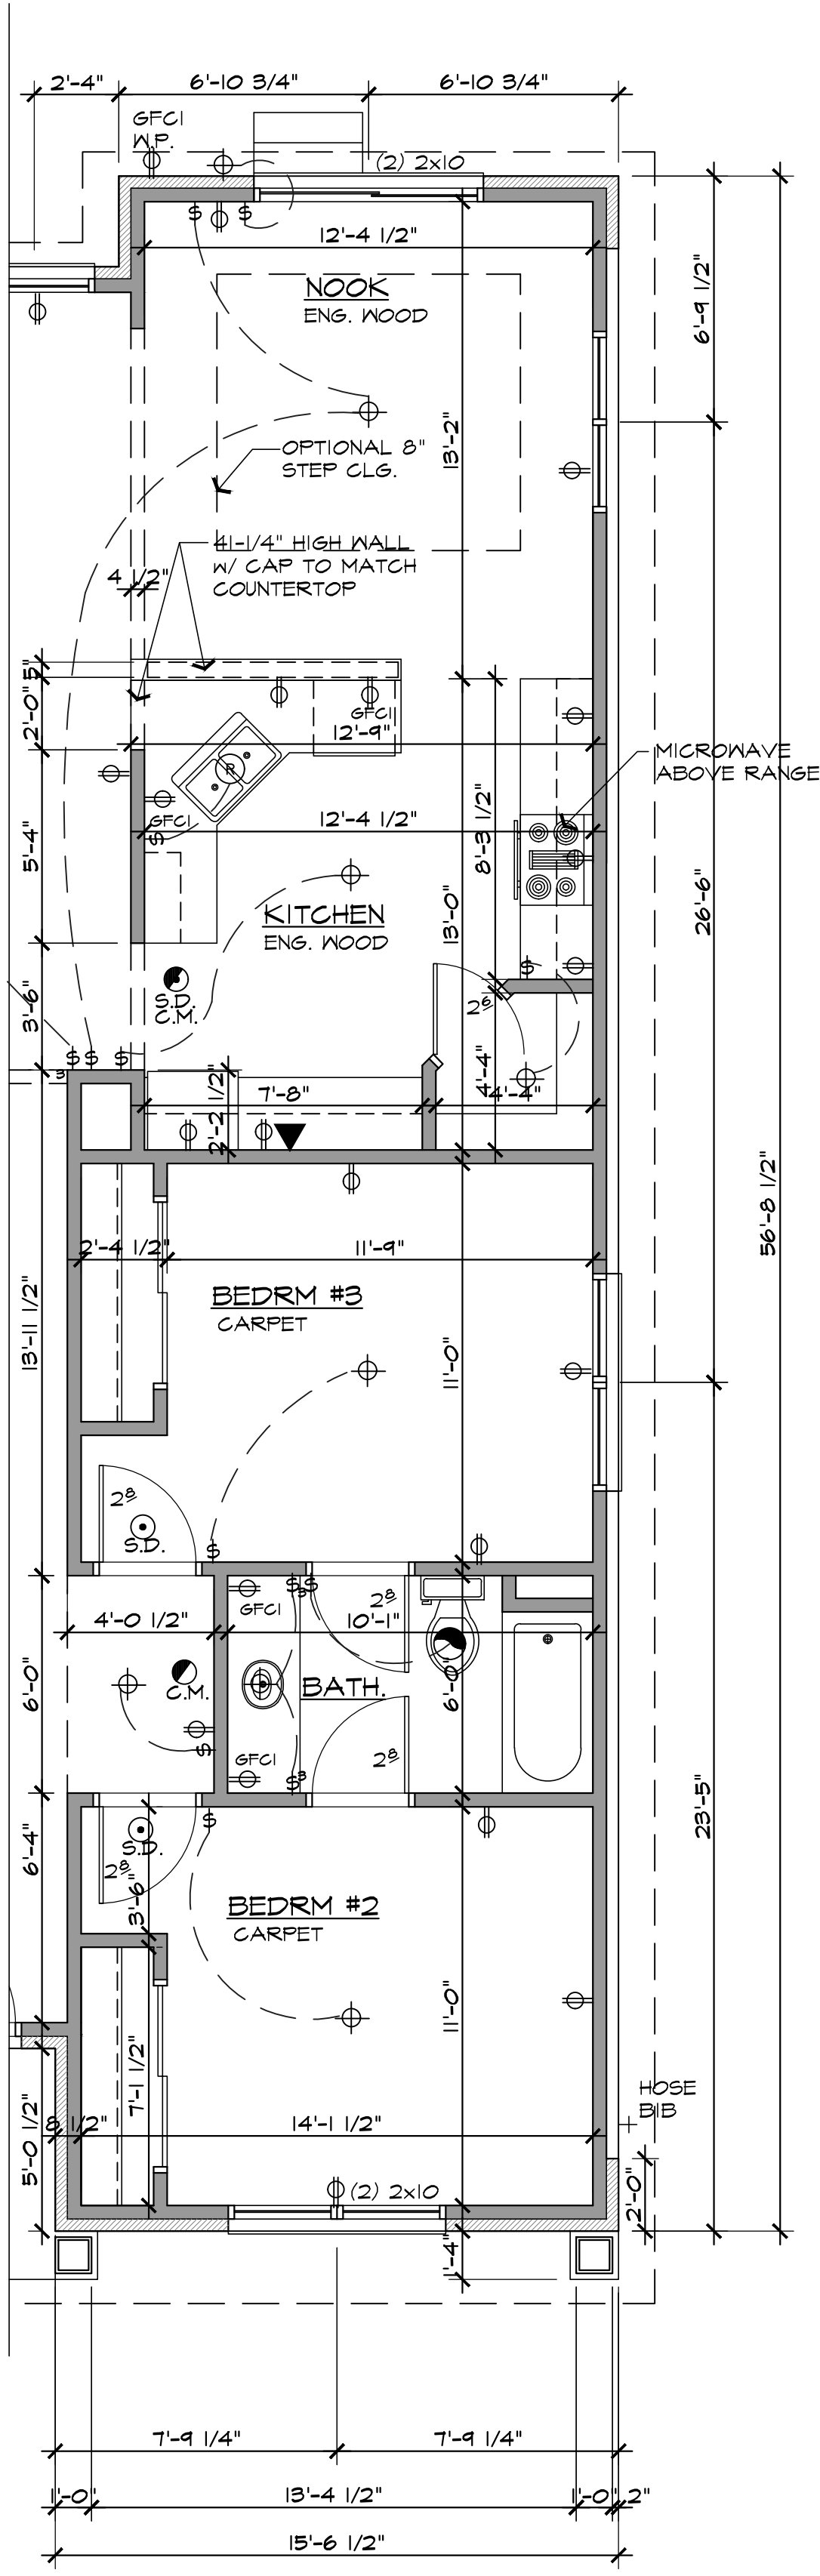 2'-4"
6'-10 3/4"
6'-10 3/4"
GFCI
W.P.
(2) 2x10
$
$
12'-4 1/2"
NOOK
ENG. WOOD
6'-9 1/2"
13'-2"
OPTIONAL 8"
STEP CLG.
41-1/4" HIGH WALL
W/ CAP TO MATCH
COUNTERTOP
4 1/2"
5"
2'-0"
GFCI
12'-9"
MICROWAVE
ABOVE RANGE
R
GFCI
$
12'-4 1/2"
8'-3 1/2"
5'-4"
13'-0"
26'-6"
KITCHEN
ENG. WOOD
S.D.
C.M.
$
2⁶
3'-6"
$ $ $
3
4'-4"
7'-8"
4'-4"
2'-2 1/2"
56'-8 1/2"
2'-4 1/2"
11'-9"
BEDRM #3
CARPET
13'-11 1/2"
11'-0"
2⁸
S.D.
$
GFCI
$³$
2⁸
4'-0 1/2"
10'-1"
6'-0"
C.M.
BATH.
6'-0"
$
GFCI
$³
2⁸
23'-5"
$
S.D.
2⁸
6'-4"
3'-6"
BEDRM #2
CARPET
11'-0"
7'-1 1/2"
HOSE
BIB
5'-0 1/2"
8 1/2"
14'-1 1/2"
2'-0"
(2) 2x10
1'-4"
7'-9 1/4"
7'-9 1/4"
1'-0"
13'-4 1/2"
1'-0"
2"
15'-6 1/2"